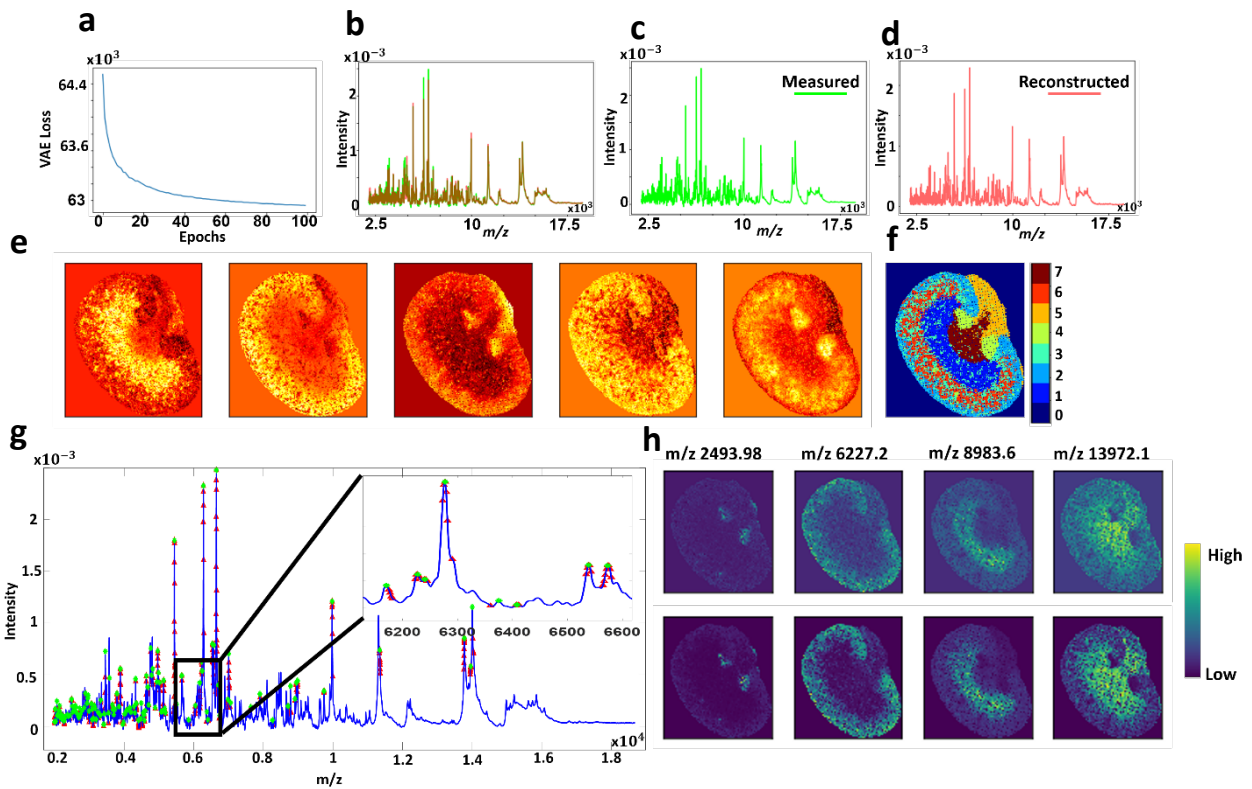 a
b
c
d
x10³
x10⁻³
64.4
63.6
63
VAE Loss
0 20 40 60 80 100
Epochs
2
1
0
Intensity
2.5 10 17.5
x10³
m/z
2
1
0
Intensity
Measured
2.5 10 17.5
x10³
m/z
2
1
0
Intensity
Reconstructed
2.5 10 17.5
x10³
m/z
x10⁻³
e
f
7
6
5
4
3
2
1
0
g
x10⁻³
2
1.5
1
0.5
0
Intensity
0.2 0.4 0.6 0.8 1 1.2 1.4 1.6 1.8
x10⁴
m/z
6200 6300 6400 6500 6600
h
m/z 2493.98 m/z 6227.2 m/z 8983.6 m/z 13972.1
High
Low